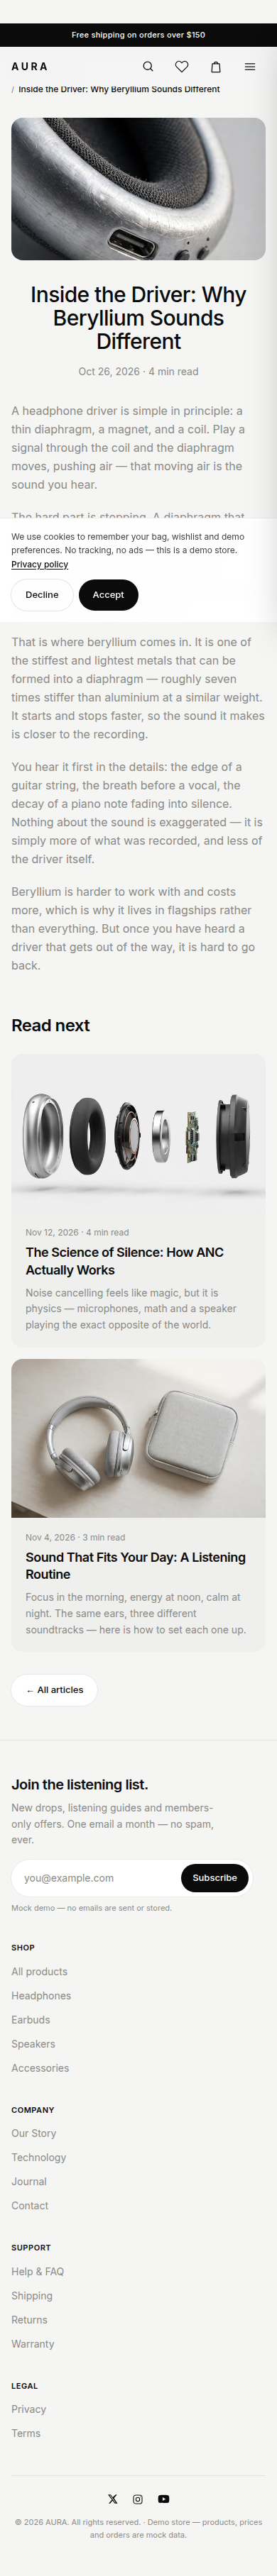 Free shipping on orders over $150
AURA
/ Inside the Driver: Why Beryllium Sounds Different
Inside the Driver: Why
Beryllium Sounds
Different
Oct 26, 2026 · 4 min read
A headphone driver is simple in principle: a
thin diaphragm, a magnet, and a coil. Play a
signal through the coil and the diaphragm
moves, pushing air — that moving air is the
sound you hear.
The hard part is stopping. A diaphragm that
We use cookies to remember your bag, wishlist and demo
preferences. No tracking, no ads — this is a demo store.
Privacy policy
Decline
Accept
That is where beryllium comes in. It is one of
the stiffest and lightest metals that can be
formed into a diaphragm — roughly seven
times stiffer than aluminium at a similar weight.
It starts and stops faster, so the sound it makes
is closer to the recording.
You hear it first in the details: the edge of a
guitar string, the breath before a vocal, the
decay of a piano note fading into silence.
Nothing about the sound is exaggerated — it is
simply more of what was recorded, and less of
the driver itself.
Beryllium is harder to work with and costs
more, which is why it lives in flagships rather
than everything. But once you have heard a
driver that gets out of the way, it is hard to go
back.
Read next
Nov 12, 2026 · 4 min read
The Science of Silence: How ANC
Actually Works
Noise cancelling feels like magic, but it is
physics — microphones, math and a speaker
playing the exact opposite of the world.
Nov 4, 2026 · 3 min read
Sound That Fits Your Day: A Listening
Routine
Focus in the morning, energy at noon, calm at
night. The same ears, three different
soundtracks — here is how to set each one up.
← All articles
Join the listening list.
New drops, listening guides and members-
only offers. One email a month — no spam,
ever.
you@example.com
Subscribe
Mock demo — no emails are sent or stored.
SHOP
All products
Headphones
Earbuds
Speakers
Accessories
COMPANY
Our Story
Technology
Journal
Contact
SUPPORT
Help & FAQ
Shipping
Returns
Warranty
LEGAL
Privacy
Terms
© 2026 AURA. All rights reserved. · Demo store — products, prices
and orders are mock data.